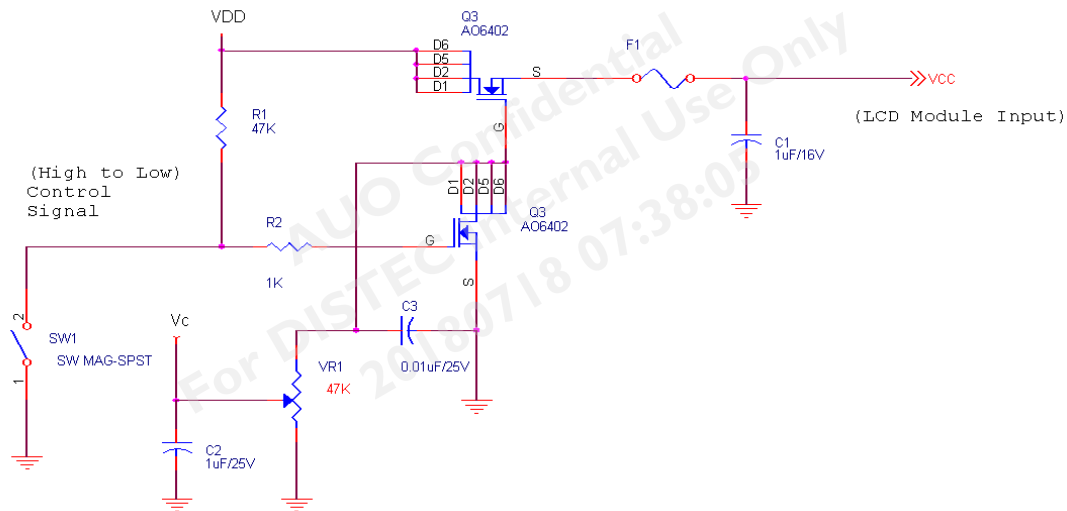 VDD
Q3
AO6402
D6
D5
D2
D1
S
G
F1
VCC
(LCD Module Input)
C1
1uF/16V
R1
47K
(High to Low)
Control
Signal
D1
D2
D5
D6
Q3
AO6402
G
S
R2
1K
C3
0.01uF/25V
2
SW1
SW MAG-SPST
1
Vc
VR1
47K
C2
1uF/25V
AUO Confidential
For DISTEC Internal Use Only
20180718 07:38:05